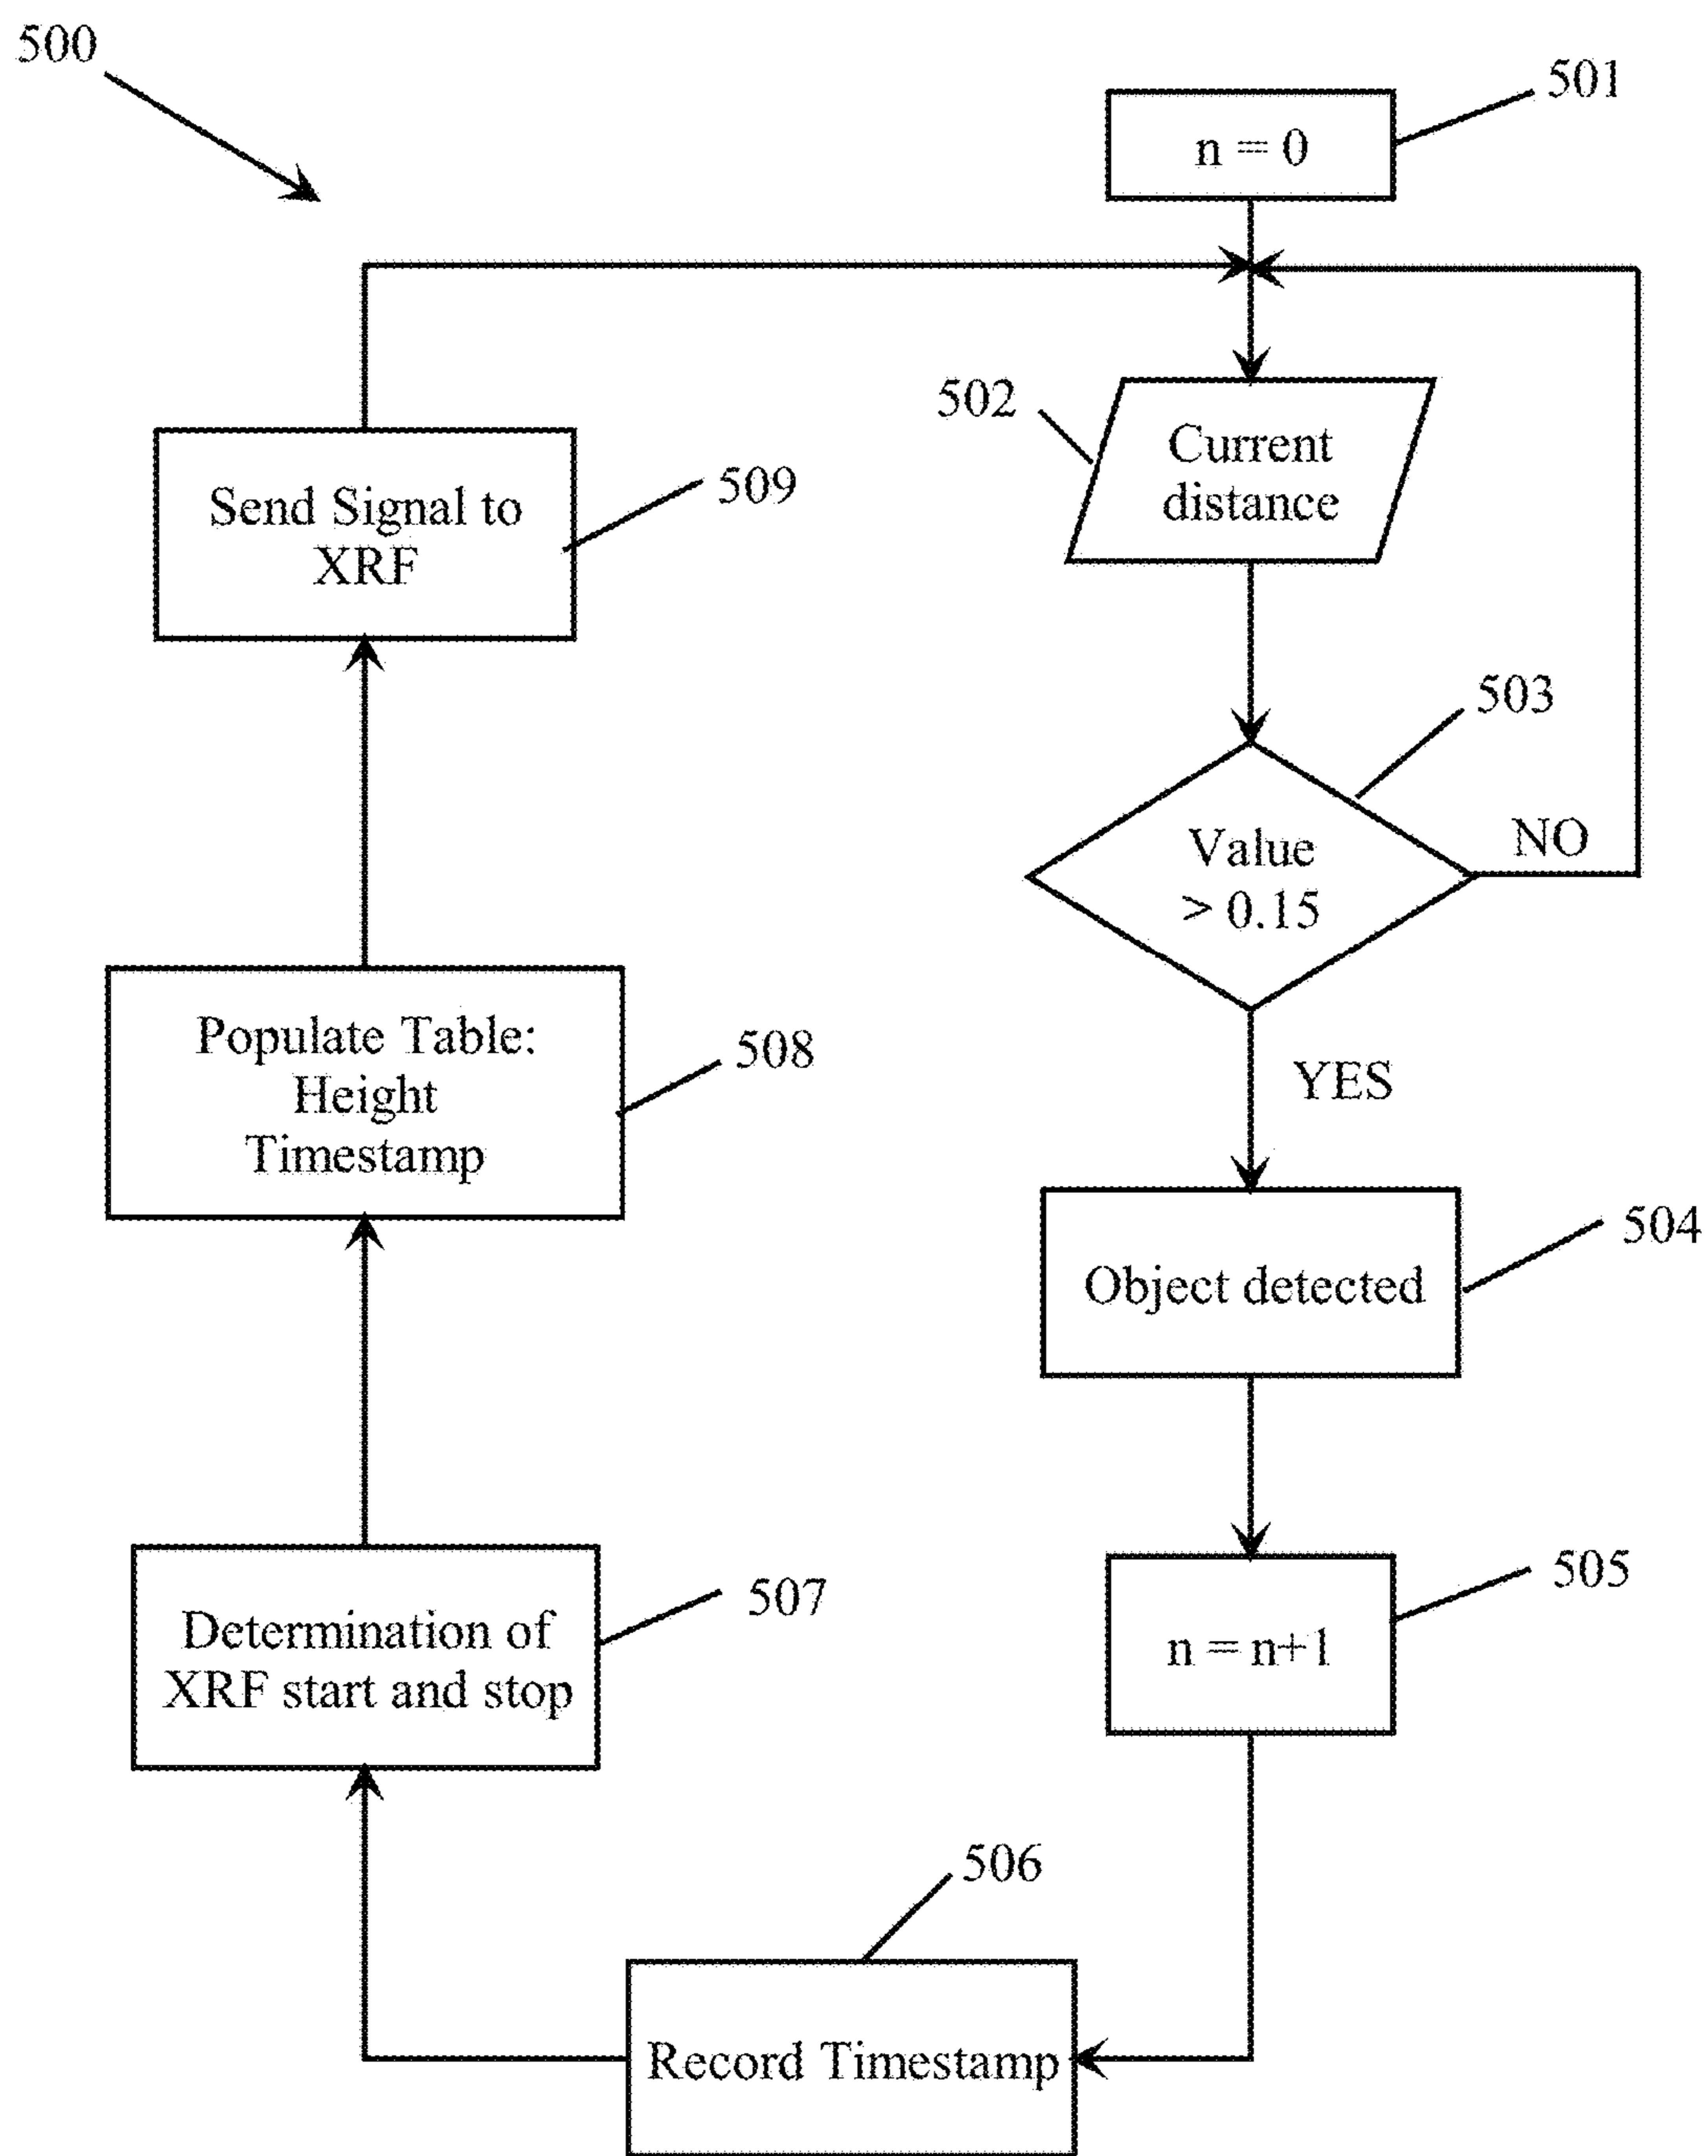 500
501
n = 0
502
Current
distance
509
Send Signal to
XRF
503
Value
> 0.15
NO
508
Populate Table:
Height
Timestamp
YES
504
Object detected
507
Determination of
XRF start and stop
505
n = n+1
506
Record Timestamp